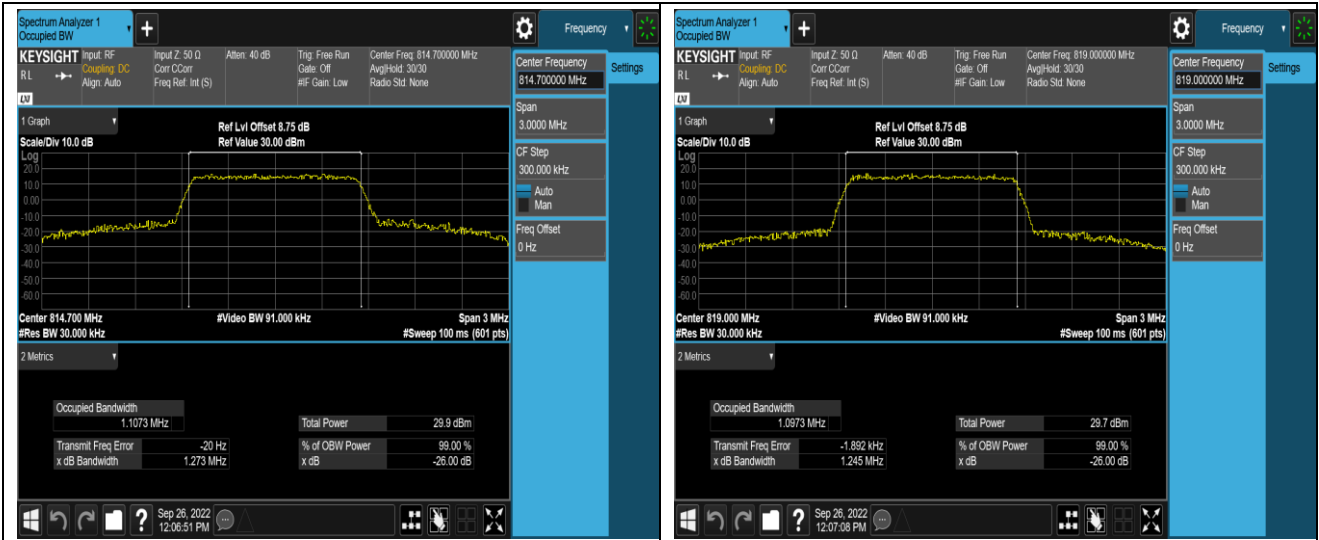 Spectrum Analyzer 1
Occupied BW
+
Frequency
KEYSIGHT
RL
LXI
Input: RF
Coupling: DC
Align: Auto
Input Z: 50 Ω
Corr CCorr
Freq Ref: Int (S)
Atten: 40 dB
Trig: Free Run
Gate: Off
#IF Gain: Low
Center Freq: 814.700000 MHz
Avg|Hold: 30/30
Radio Std: None
Center Frequency
814.700000 MHz
Settings
Span
3.0000 MHz
CF Step
300.000 kHz
Auto
Man
Freq Offset
0 Hz
1 Graph
Scale/Div 10.0 dB
Ref Lvl Offset 8.75 dB
Ref Value 30.00 dBm
Log
20.0
10.0
0.00
-10.0
-20.0
-30.0
-40.0
-50.0
-60.0
Center 814.700 MHz
#Video BW 91.000 kHz
Span 3 MHz
#Res BW 30.000 kHz
#Sweep 100 ms (601 pts)
2 Metrics
Occupied Bandwidth
1.1073 MHz
Total Power 29.9 dBm
Transmit Freq Error -20 Hz
% of OBW Power 99.00 %
x dB Bandwidth 1.273 MHz
x dB -26.00 dB
?
Sep 26, 2022
12:06:51 PM
Spectrum Analyzer 1
Occupied BW
+
Frequency
KEYSIGHT
RL
LXI
Input: RF
Coupling: DC
Align: Auto
Input Z: 50 Ω
Corr CCorr
Freq Ref: Int (S)
Atten: 40 dB
Trig: Free Run
Gate: Off
#IF Gain: Low
Center Freq: 819.000000 MHz
Avg|Hold: 30/30
Radio Std: None
Center Frequency
819.000000 MHz
Settings
Span
3.0000 MHz
CF Step
300.000 kHz
Auto
Man
Freq Offset
0 Hz
1 Graph
Scale/Div 10.0 dB
Ref Lvl Offset 8.75 dB
Ref Value 30.00 dBm
Log
20.0
10.0
0.00
-10.0
-20.0
-30.0
-40.0
-50.0
-60.0
Center 819.000 MHz
#Video BW 91.000 kHz
Span 3 MHz
#Res BW 30.000 kHz
#Sweep 100 ms (601 pts)
2 Metrics
Occupied Bandwidth
1.0973 MHz
Total Power 29.7 dBm
Transmit Freq Error -1.892 kHz
% of OBW Power 99.00 %
x dB Bandwidth 1.245 MHz
x dB -26.00 dB
?
Sep 26, 2022
12:07:08 PM